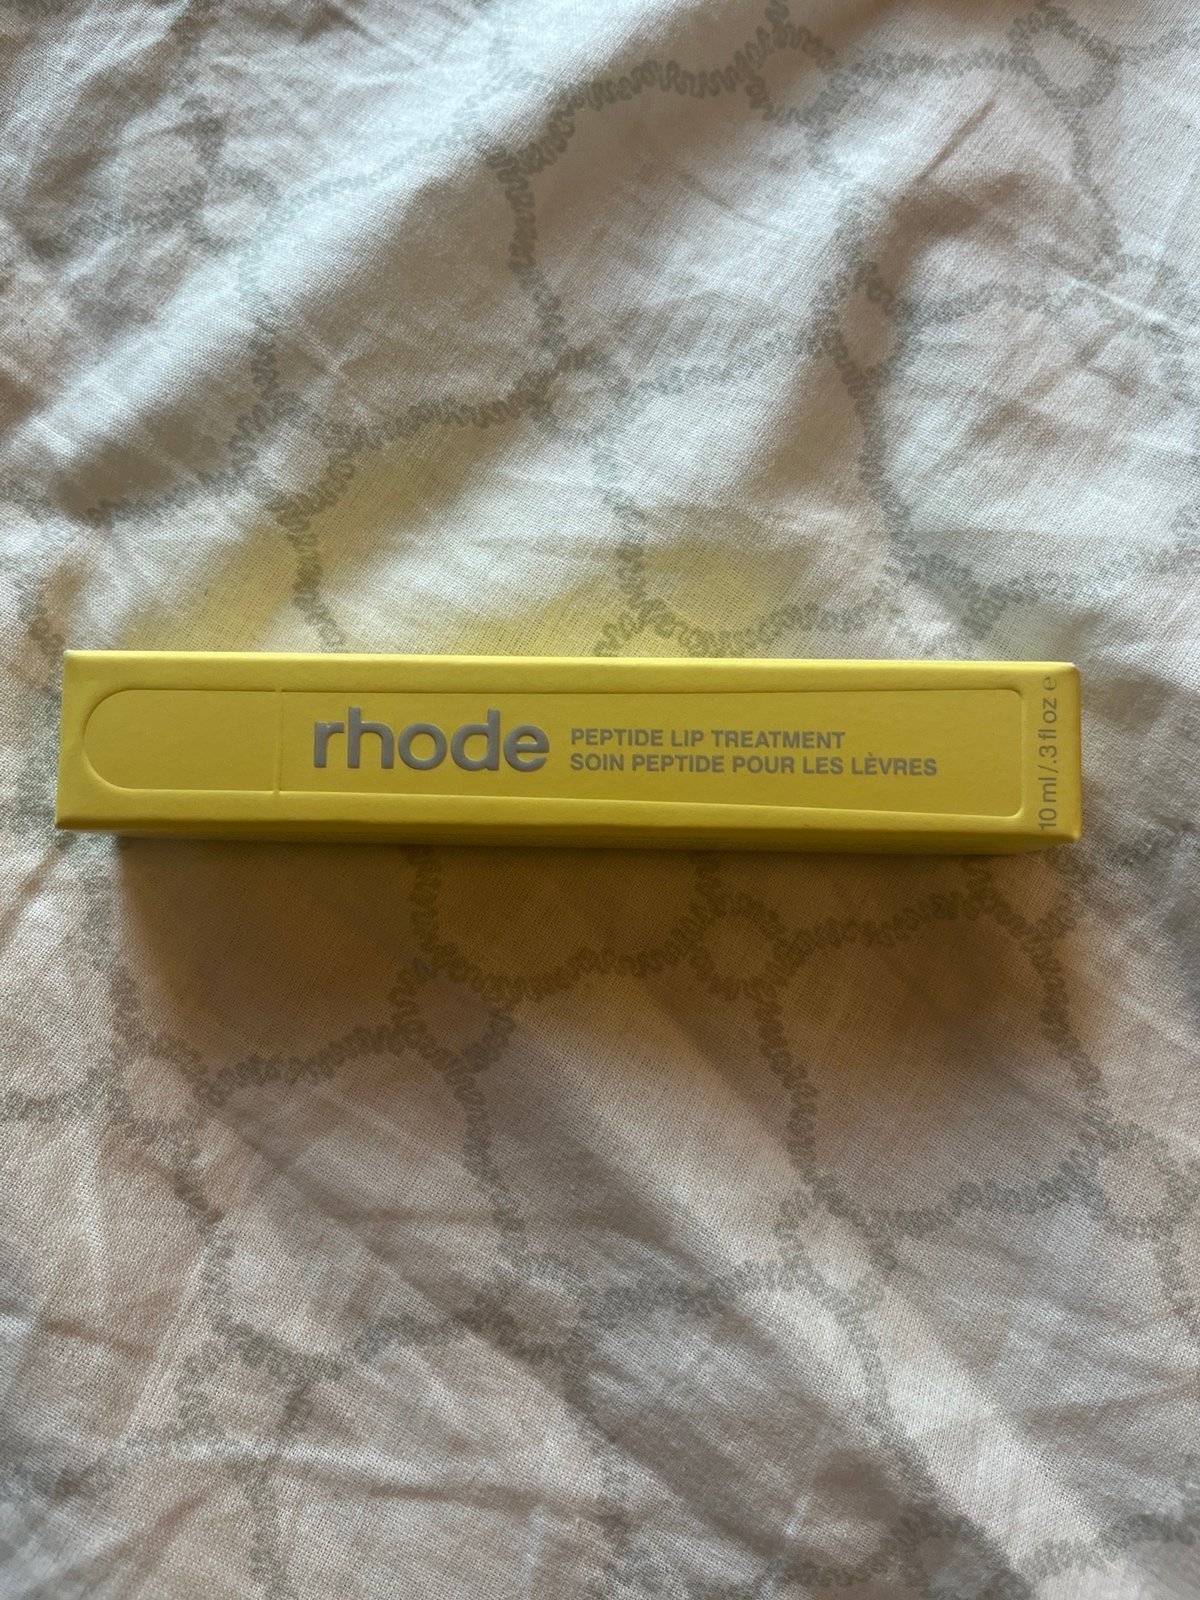 rhode
PEPTIDE LIP TREATMENT
SOIN PEPTIDE POUR LES LÈVRES
10 ml/.3 fl oz ℮